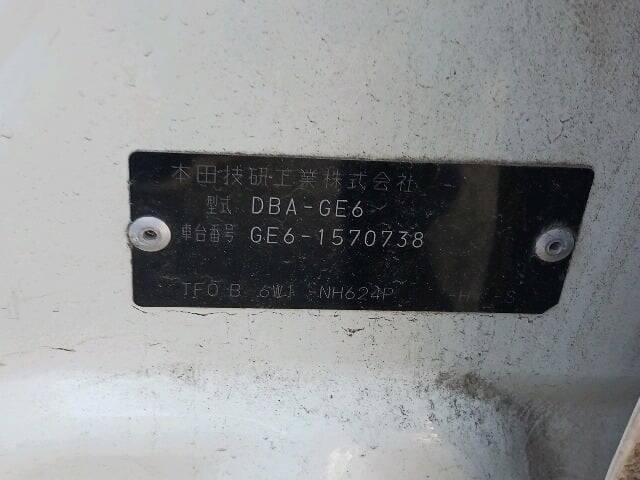 本田技研工業株式会社
型式 DBA-GE6
車台番号 GE6-1570738
TF0 B NH624P H S